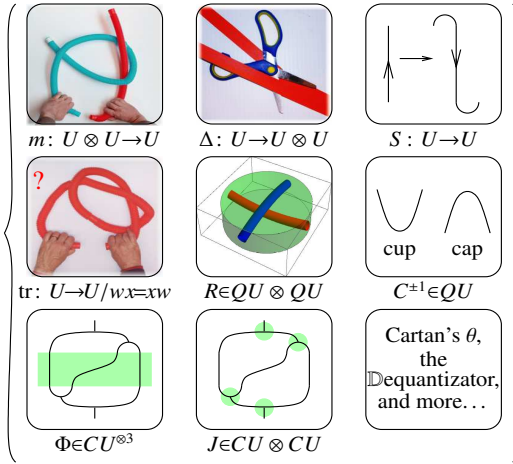 m: U ⊗ U→U
Δ: U→U ⊗ U
S: U→U
?
cup cap
tr: U→U/wx=xw
R∈QU ⊗ QU
C±1∈QU
Cartan's θ,
the
𝔻equantizator,
and more…
Φ∈CU⊗3
J∈CU ⊗ CU